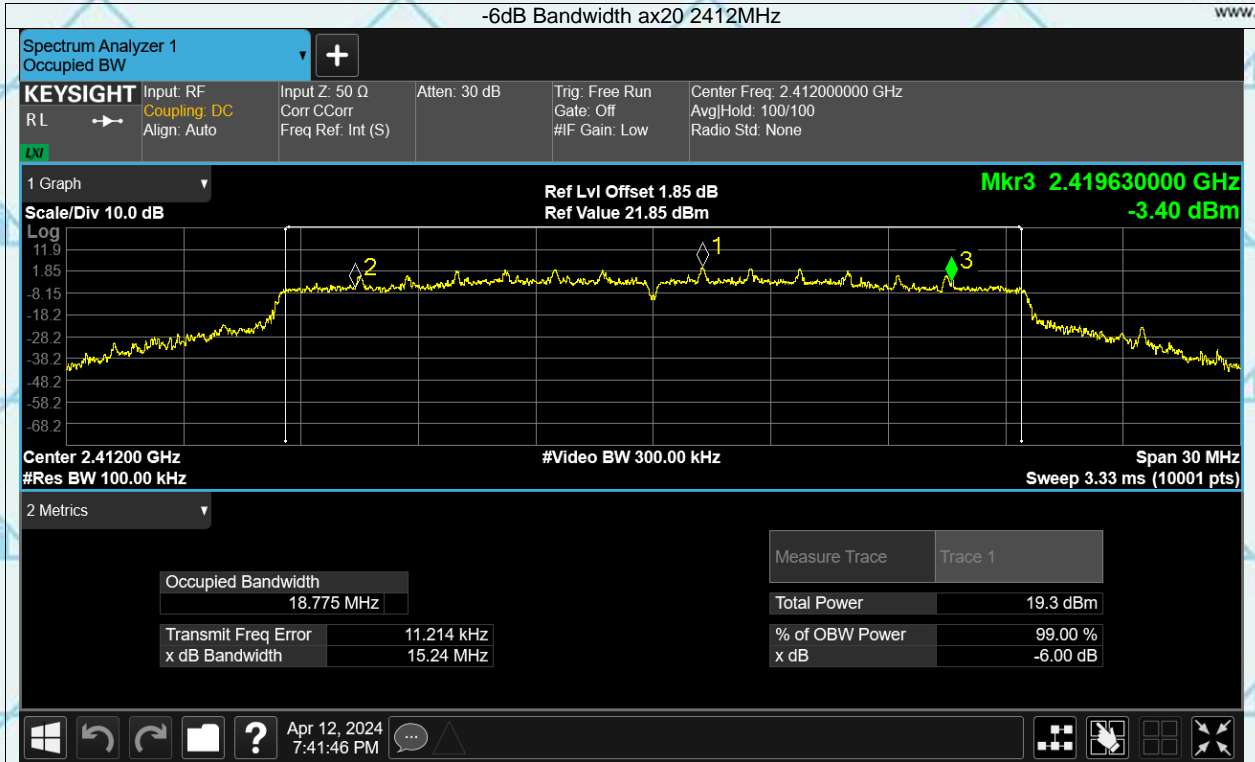 -6dB Bandwidth ax20 2412MHz
www.
Spectrum Analyzer 1
Occupied BW
+
KEYSIGHT
R L
LXI
Input: RF
Coupling: DC
Align: Auto
Input Z: 50 Ω
Corr CCorr
Freq Ref: Int (S)
Atten: 30 dB
Trig: Free Run
Gate: Off
#IF Gain: Low
Center Freq: 2.412000000 GHz
Avg|Hold: 100/100
Radio Std: None
1 Graph
Scale/Div 10.0 dB
Ref Lvl Offset 1.85 dB
Ref Value 21.85 dBm
Mkr3 2.419630000 GHz
-3.40 dBm
Log
11.9
1.85
-8.15
-18.2
-28.2
-38.2
-48.2
-58.2
-68.2
2
1
3
Center 2.41200 GHz
#Res BW 100.00 kHz
#Video BW 300.00 kHz
Span 30 MHz
Sweep 3.33 ms (10001 pts)
2 Metrics
Measure Trace Trace 1
Occupied Bandwidth
18.775 MHz
Total Power 19.3 dBm
Transmit Freq Error 11.214 kHz
% of OBW Power 99.00 %
x dB Bandwidth 15.24 MHz
x dB -6.00 dB
?
Apr 12, 2024
7:41:46 PM